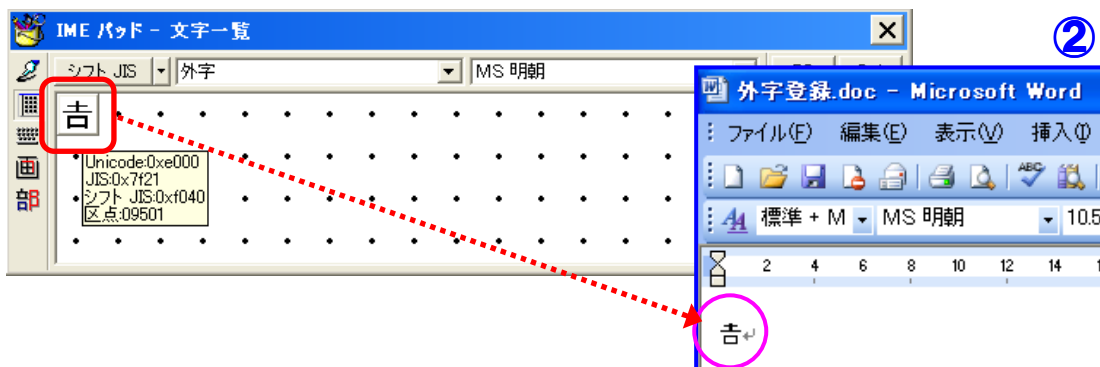 IME パッド - 文字一覧
②
シフト JIS 外字 MS 明朝
𠮷
Unicode:0xe000
JIS:0x7f21
シフト JIS:0xf040
区点:09501
外字登録.doc - Microsoft Word
ファイル(F) 編集(E) 表示(V) 挿入(I
標準 + M MS 明朝 10.5
2 4 6 8 10 12 14 1
𠮷